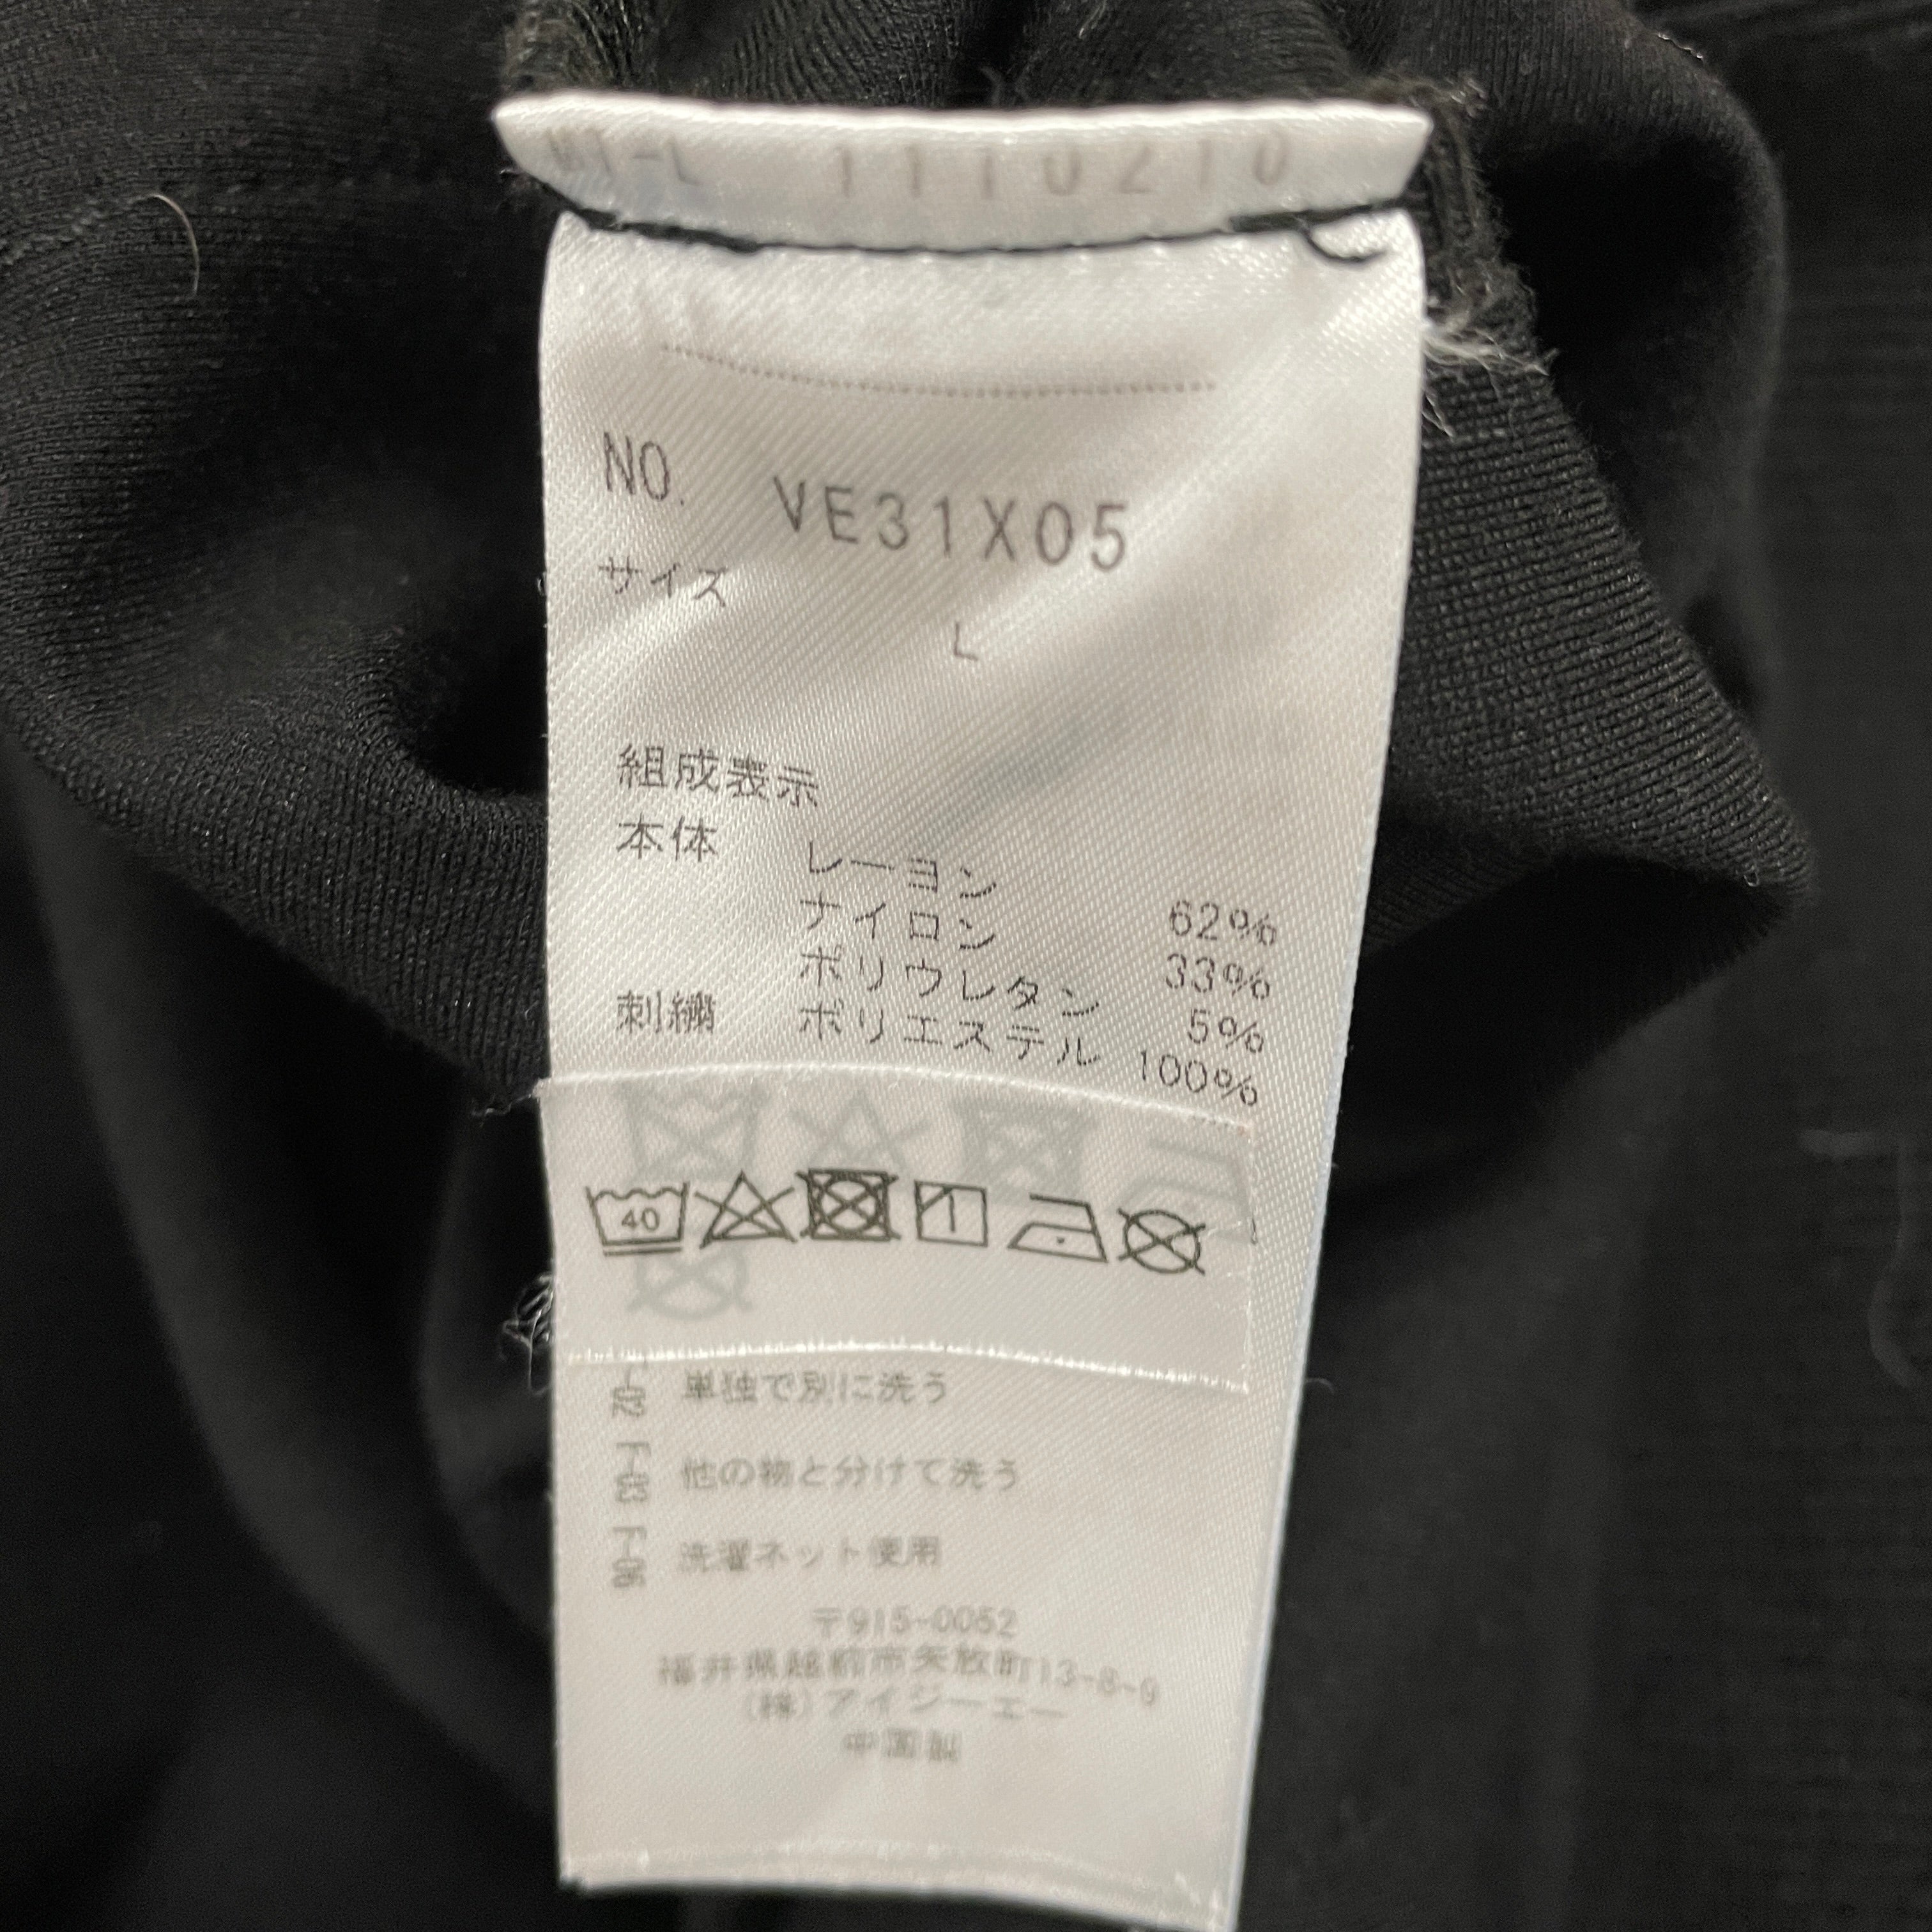 1110210
NO. VE31X05
サイズ
L
組成表示
本体 レーヨン 62%
ナイロン 33%
ポリウレタン 5%
刺繍 ポリエステル 100%
40
単独で別に洗う
他の物と分けて洗う
洗濯ネット使用
〒915-0052
福井県越前市矢放町13-8-9
(株)アイジーエー
中国製